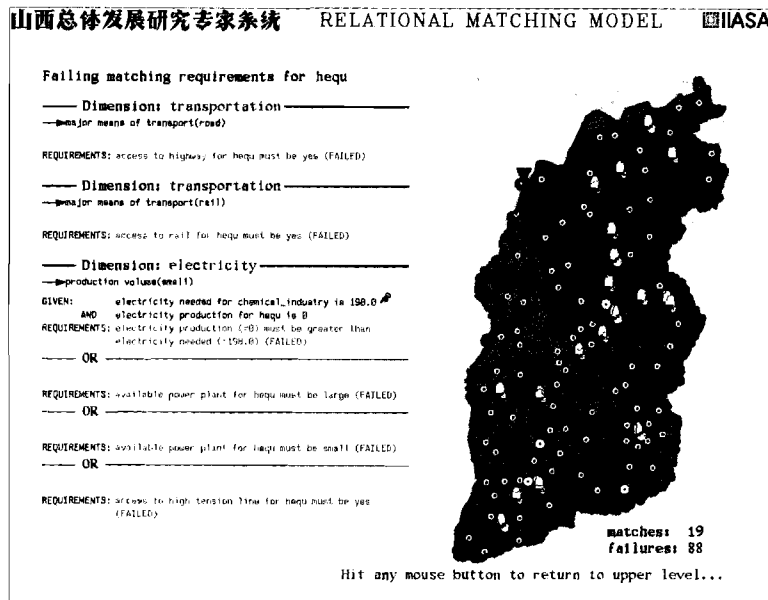 山西总体发展研究专家系统 RELATIONAL MATCHING MODEL IIASA
Failing matching requirements for hequ
Dimension: transportation
major means of transport(road)
REQUIREMENTS: access to highway for hequ must be yes (FAILED)
Dimension: transportation
major means of transport(rail)
REQUIREMENTS: access to rail for hequ must be yes (FAILED)
Dimension: electricity
production volume(small)
GIVEN: electricity needed for chemical_industry is 198.0
AND electricity production for hequ is 0
REQUIREMENTS: electricity production (=0) must be greater than
electricity needed (=198.0) (FAILED)
OR
REQUIREMENTS: available power plant for hequ must be large (FAILED)
OR
REQUIREMENTS: available power plant for hequ must be small (FAILED)
OR
REQUIREMENTS: access to high tension line for hequ must be yes
(FAILED)
matches: 19
failures: 88
Hit any mouse button to return to upper level...